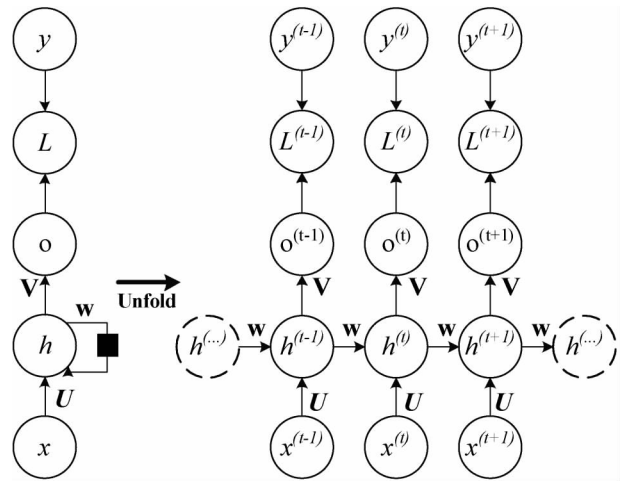 y y(t-1) y(t) y(t+1)
L L(t-1) L(t) L(t+1)
o o(t-1) o(t) o(t+1)
V V V V
Unfold
w w w w w
h h(...) h(t-1) h(t) h(t+1) h(...)
U U U U
x x(t-1) x(t) x(t+1)